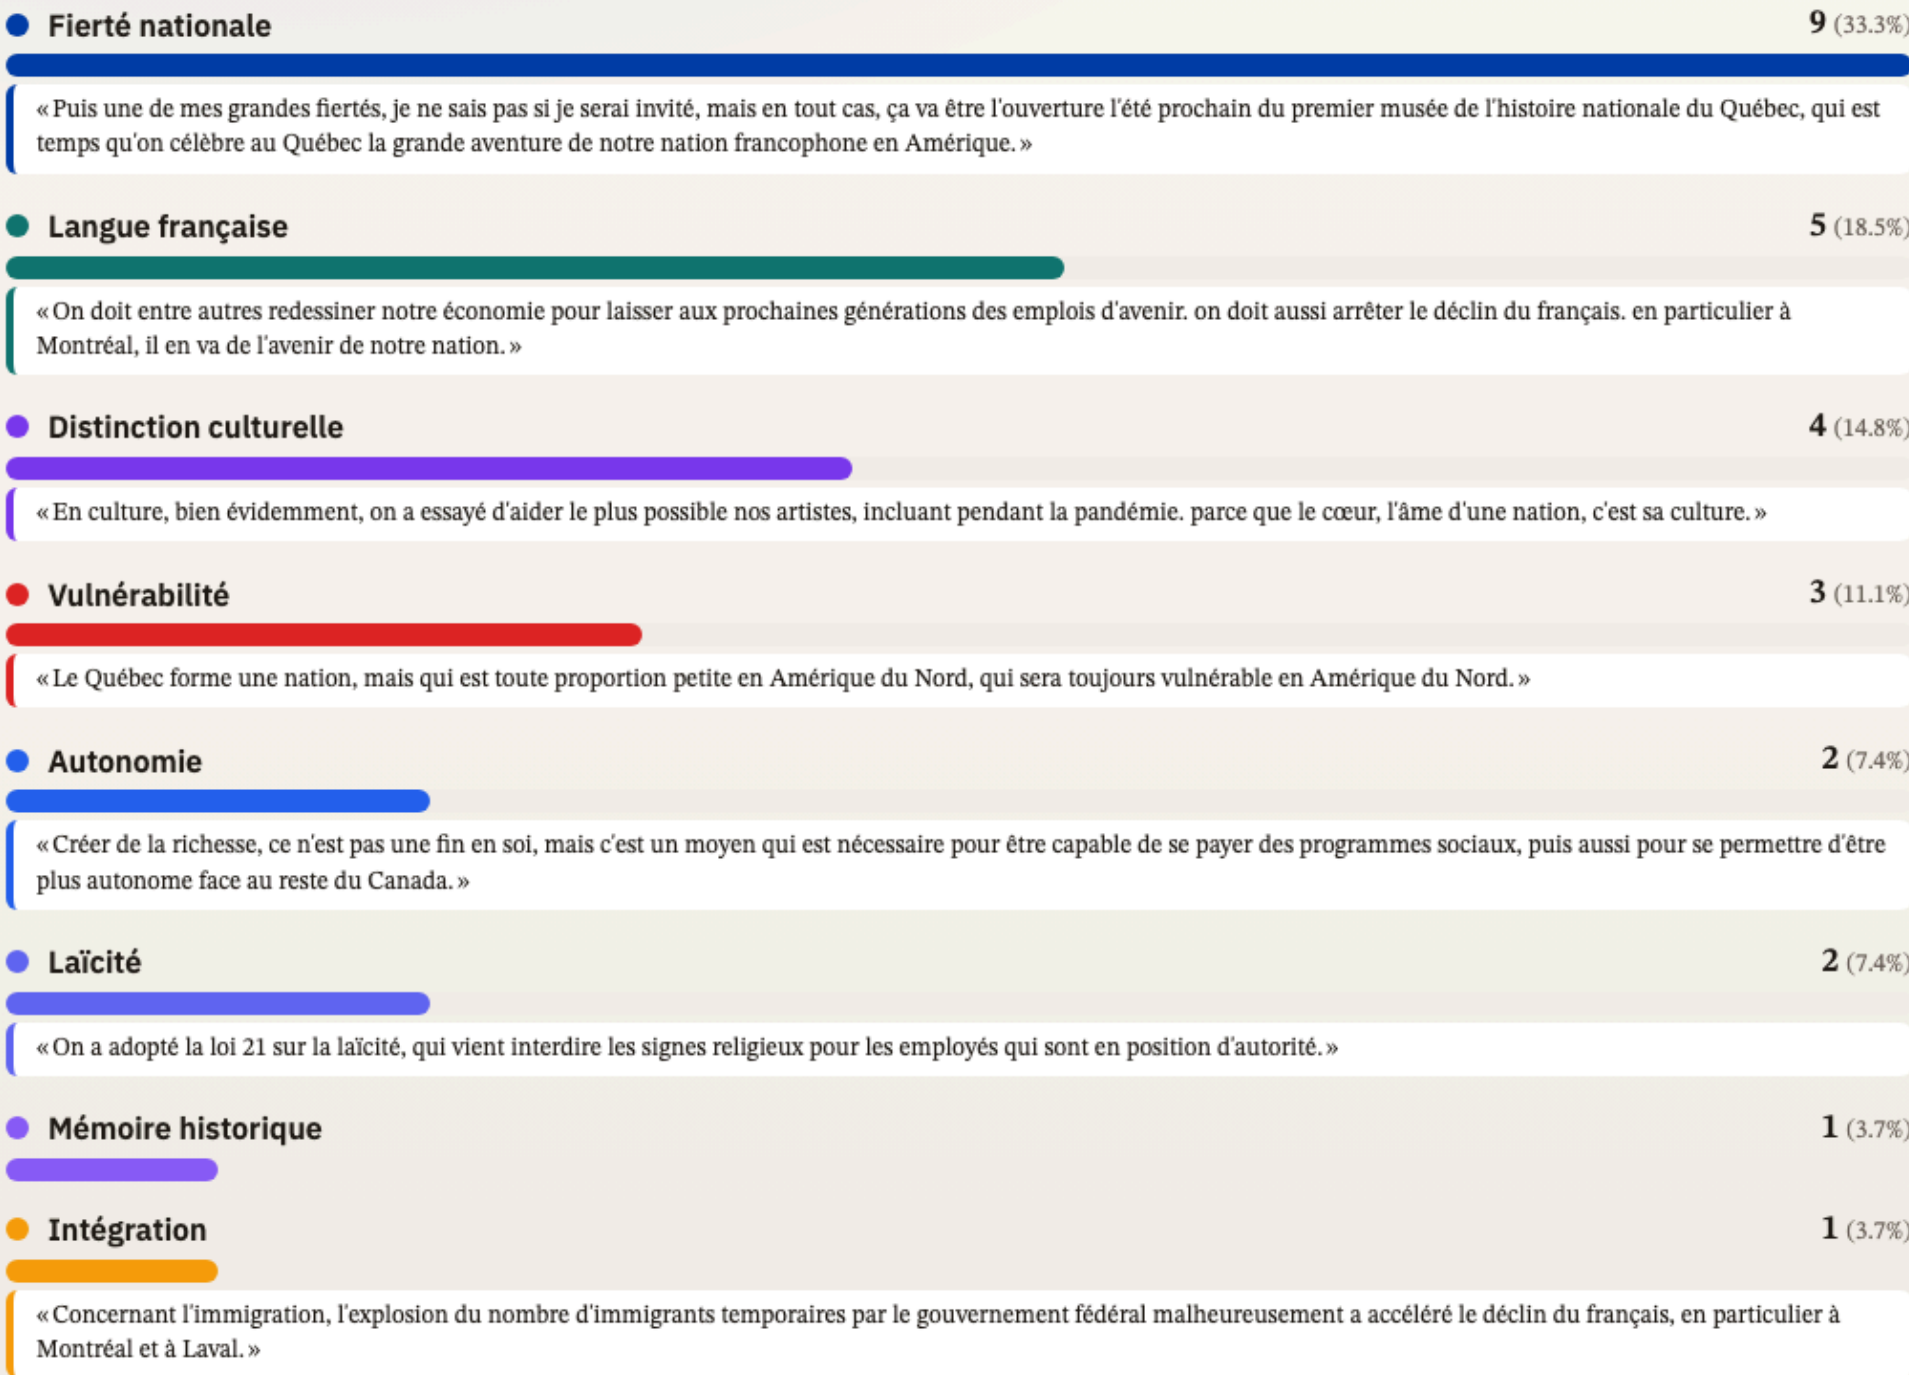 Fierté nationale
9 (33.3%)
«Puis une de mes grandes fiertés, je ne sais pas si je serai invité, mais en tout cas, ça va être l'ouverture l'été prochain du premier musée de l'histoire nationale du Québec, qui est
temps qu'on célèbre au Québec la grande aventure de notre nation francophone en Amérique.»
Langue française
5 (18.5%)
«On doit entre autres redessiner notre économie pour laisser aux prochaines générations des emplois d'avenir. on doit aussi arrêter le déclin du français. en particulier à
Montréal, il en va de l'avenir de notre nation.»
Distinction culturelle
4 (14.8%)
«En culture, bien évidemment, on a essayé d'aider le plus possible nos artistes, incluant pendant la pandémie. parce que le cœur, l'âme d'une nation, c'est sa culture.»
Vulnérabilité
3 (11.1%)
«Le Québec forme une nation, mais qui est toute proportion petite en Amérique du Nord, qui sera toujours vulnérable en Amérique du Nord.»
Autonomie
2 (7.4%)
«Créer de la richesse, ce n'est pas une fin en soi, mais c'est un moyen qui est nécessaire pour être capable de se payer des programmes sociaux, puis aussi pour se permettre d'être
plus autonome face au reste du Canada.»
Laïcité
2 (7.4%)
«On a adopté la loi 21 sur la laïcité, qui vient interdire les signes religieux pour les employés qui sont en position d'autorité.»
Mémoire historique
1 (3.7%)
Intégration
1 (3.7%)
«Concernant l'immigration, l'explosion du nombre d'immigrants temporaires par le gouvernement fédéral malheureusement a accéléré le déclin du français, en particulier à
Montréal et à Laval.»